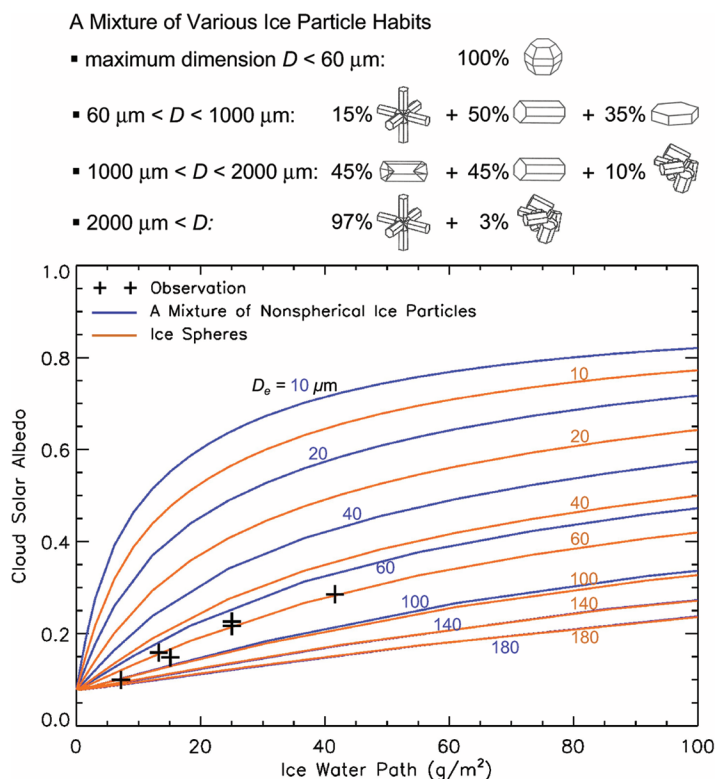 A Mixture of Various Ice Particle Habits
▪ maximum dimension D < 60 μm: 100%
▪ 60 μm < D < 1000 μm: 15% + 50% + 35%
▪ 1000 μm < D < 2000 μm: 45% + 45% + 10%
▪ 2000 μm < D: 97% + 3%
1.0
+ + Observation
A Mixture of Nonspherical Ice Particles
Ice Spheres
0.8
Dₑ = 10 μm
10
0.6
20
20
Cloud Solar Albedo
40
40
0.4
60
60
100
100
140
140
0.2
180
180
0.0
0 20 40 60 80 100
Ice Water Path (g/m²)